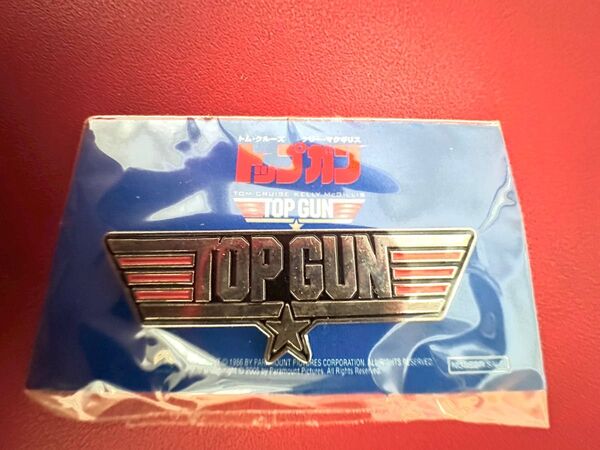 トム・クルーズ ケリー・マクギリス
トップガン
TOM CRUISE KELLY McGILLIS
TOP GUN
TOP GUN
© 1986 BY PARAMOUNT PICTURES CORPORATION. ALL RIGHTS RESERVED.
© 2005 by Paramount Pictures. All Rights Reserved.